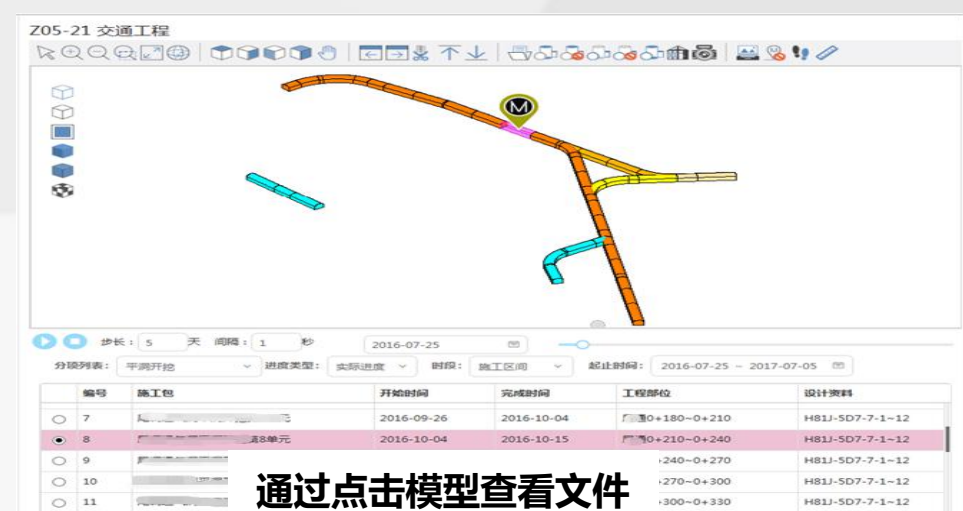 Z05-21 交通工程
M
步长: 5 天 间隔: 1 秒 2016-07-25
分项列表: 平洞开挖 进度类型: 实际进度 时段: 施工区间 起止时间: 2016-07-25 ~ 2017-07-05
编号 施工包 开始时间 完成时间 工程部位 设计资料
7 元 2016-09-26 2016-10-04 0+180~0+210 H81J-5D7-7-1~12
8 第8单元 2016-10-04 2016-10-15 0+210~0+240 H81J-5D7-7-1~12
9 +240~0+270 H81J-5D7-7-1~12
10 +270~0+300 H81J-5D7-7-1~12
11 +300~0+330 H81J-5D7-7-1~12
通过点击模型查看文件